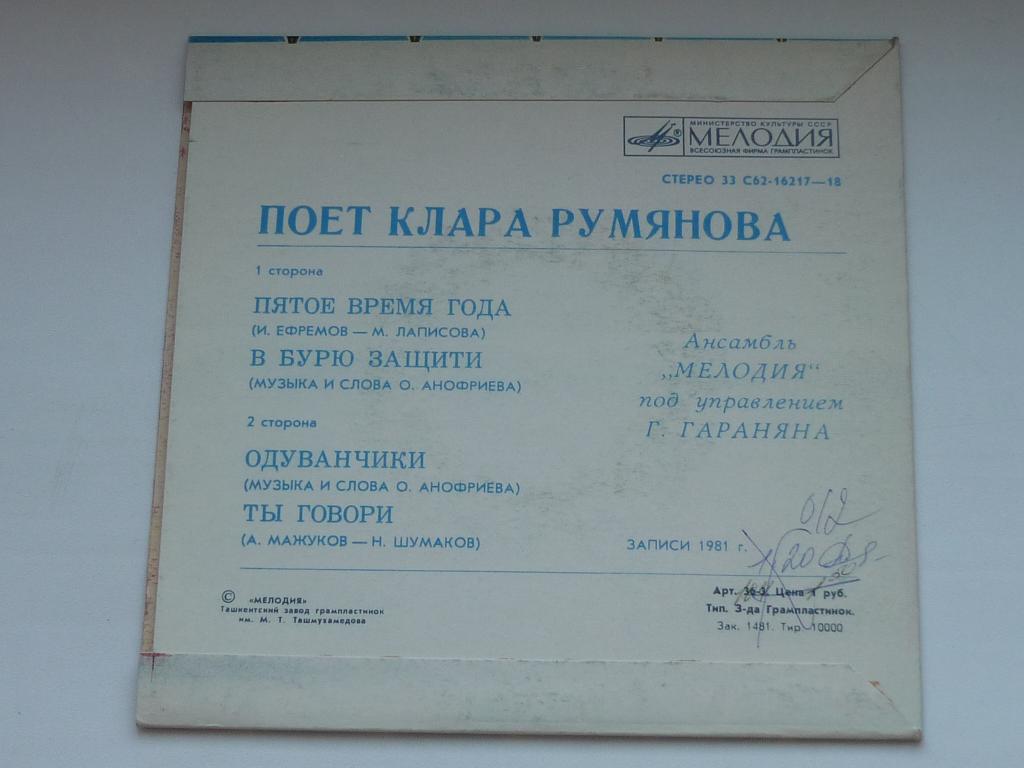 МИНИСТЕРСТВО КУЛЬТУРЫ СССР
® МЕЛОДИЯ
ВСЕСОЮЗНАЯ ФИРМА ГРАМПЛАСТИНОК
СТЕРЕО 33 С62-16217—18
ПОЕТ КЛАРА РУМЯНОВА
1 сторона
ПЯТОЕ ВРЕМЯ ГОДА
(И. ЕФРЕМОВ — М. ЛАПИСОВА)
В БУРЮ ЗАЩИТИ
(МУЗЫКА И СЛОВА О. АНОФРИЕВА)
2 сторона
ОДУВАНЧИКИ
(МУЗЫКА И СЛОВА О. АНОФРИЕВА)
ТЫ ГОВОРИ
(А. МАЖУКОВ — Н. ШУМАКОВ)
Ансамбль
„МЕЛОДИЯ“
под управлением
Г. ГАРАНЯНА
ЗАПИСИ 1981 г.
© «МЕЛОДИЯ»
Ташкентский завод грампластинок
им. М. Т. Ташмухамедова
Арт. Цена 1 руб.
Тип. З-да Грампластинок.
Зак. 1481. Тир 10000